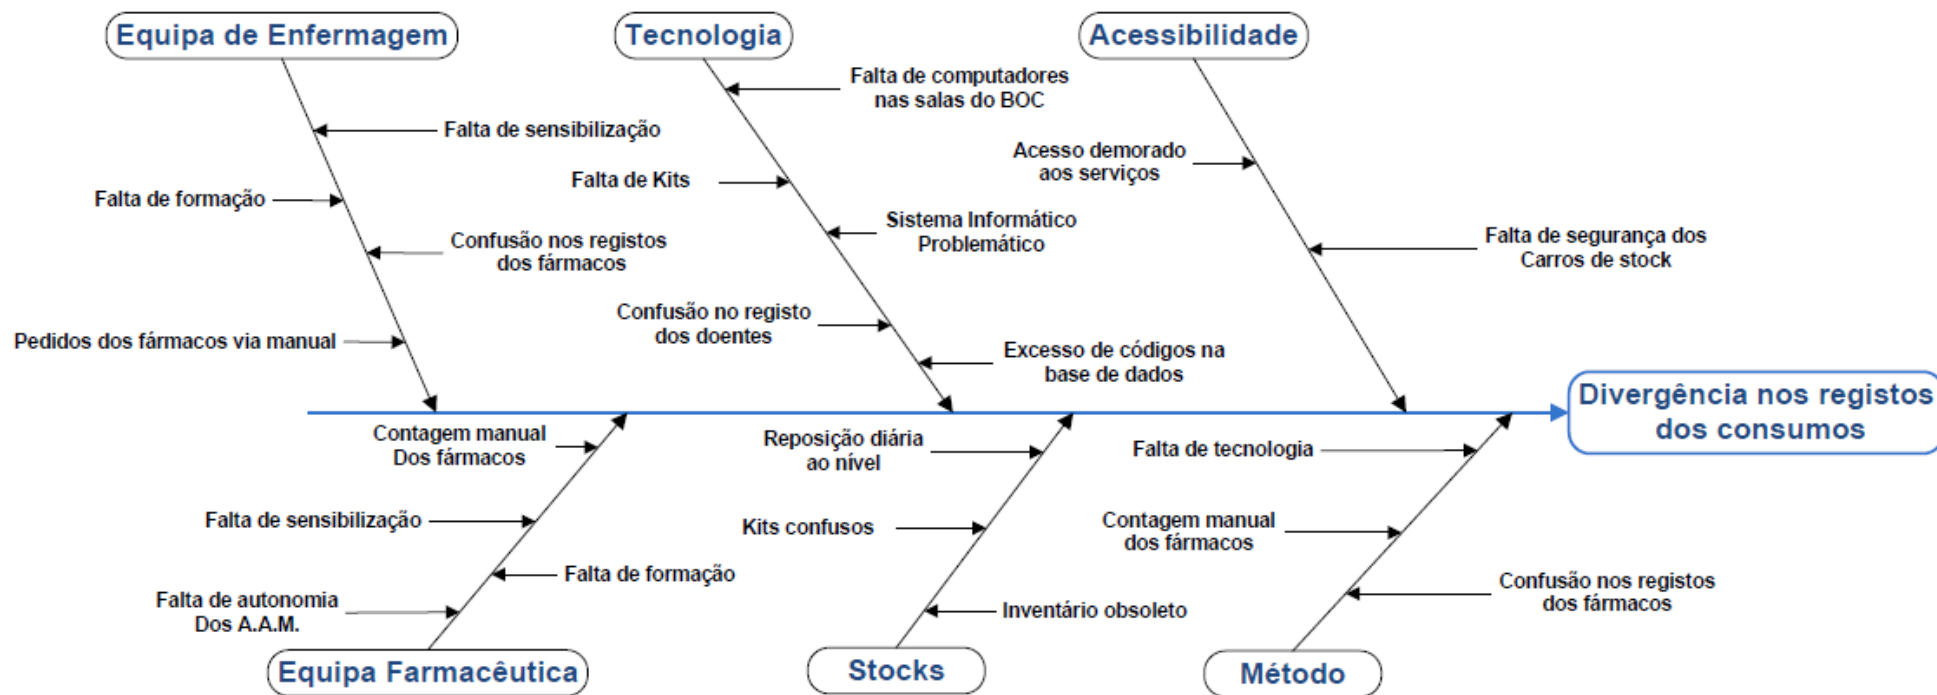 Equipa de Enfermagem
Tecnologia
Acessibilidade
Falta de sensibilização
Falta de formação
Confusão nos registos
dos fármacos
Pedidos dos fármacos via manual
Falta de computadores
nas salas do BOC
Falta de Kits
Sistema Informático
Problemático
Confusão no registo
dos doentes
Excesso de códigos na
base de dados
Acesso demorado
aos serviços
Falta de segurança dos
Carros de stock
Divergência nos registos
dos consumos
Contagem manual
Dos fármacos
Falta de sensibilização
Falta de formação
Falta de autonomia
Dos A.A.M.
Reposição diária
ao nível
Kits confusos
Inventário obsoleto
Falta de tecnologia
Contagem manual
dos fármacos
Confusão nos registos
dos fármacos
Equipa Farmacêutica
Stocks
Método